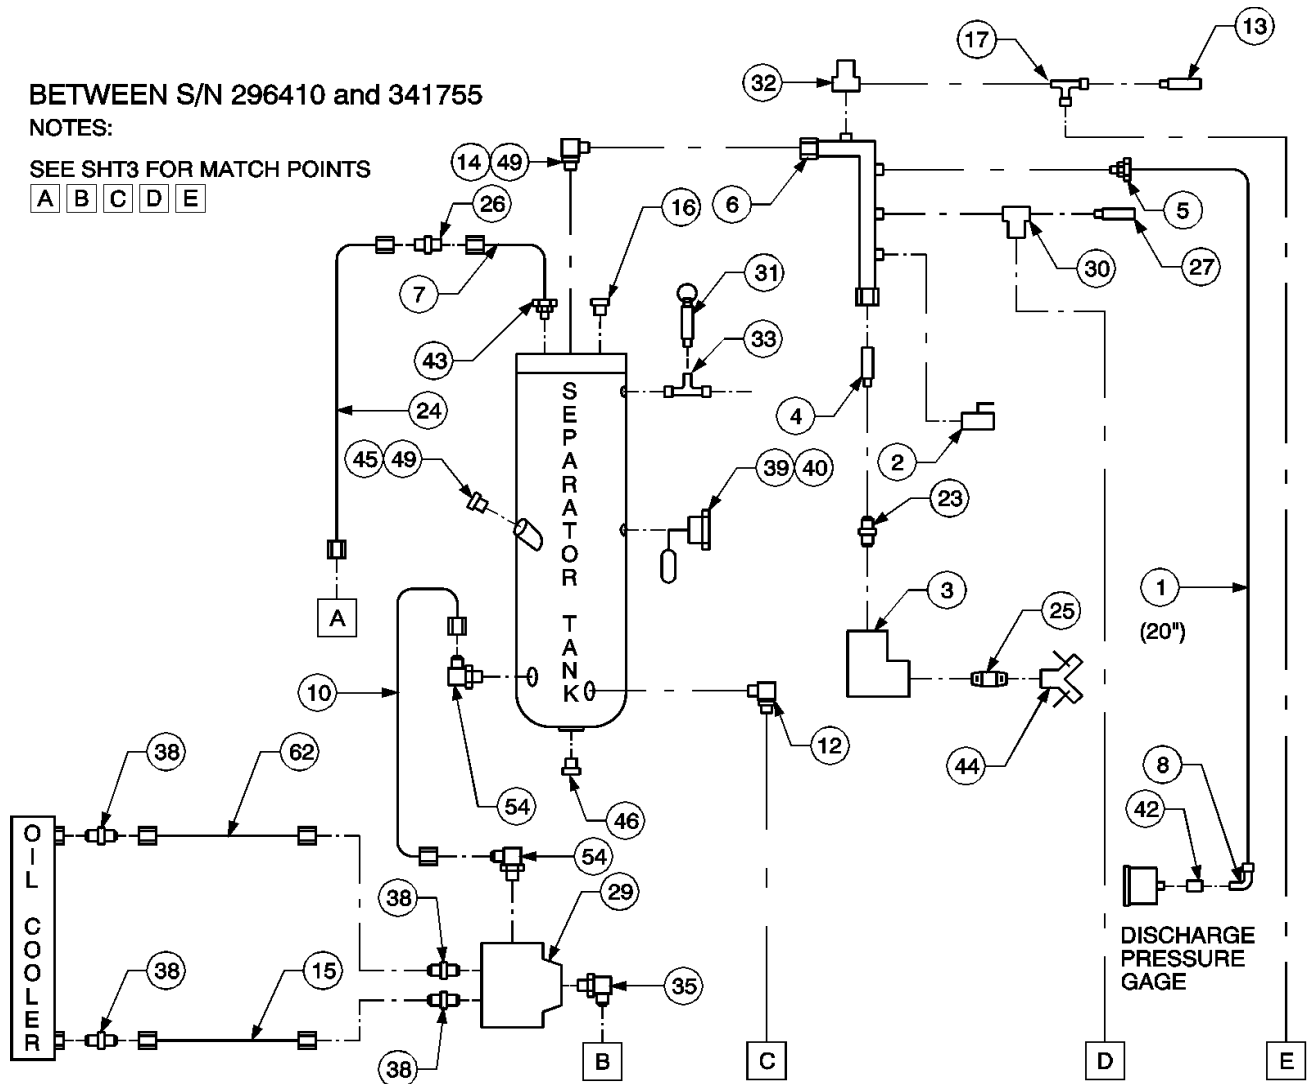 BETWEEN S/N 296410 and 341755
NOTES:
SEE SHT3 FOR MATCH POINTS
A B C D E
17
13
32
14 49
6
26
16
5
7
31
30
27
43
33
24
4
45 49
39 40
2
23
SEPARATOR TANK
A
3
25
1
(20")
10
12
44
38
62
54
46
8
42
OIL COOLER
54
29
38
38
15
35
DISCHARGE
PRESSURE
GAGE
38
B
C
D
E